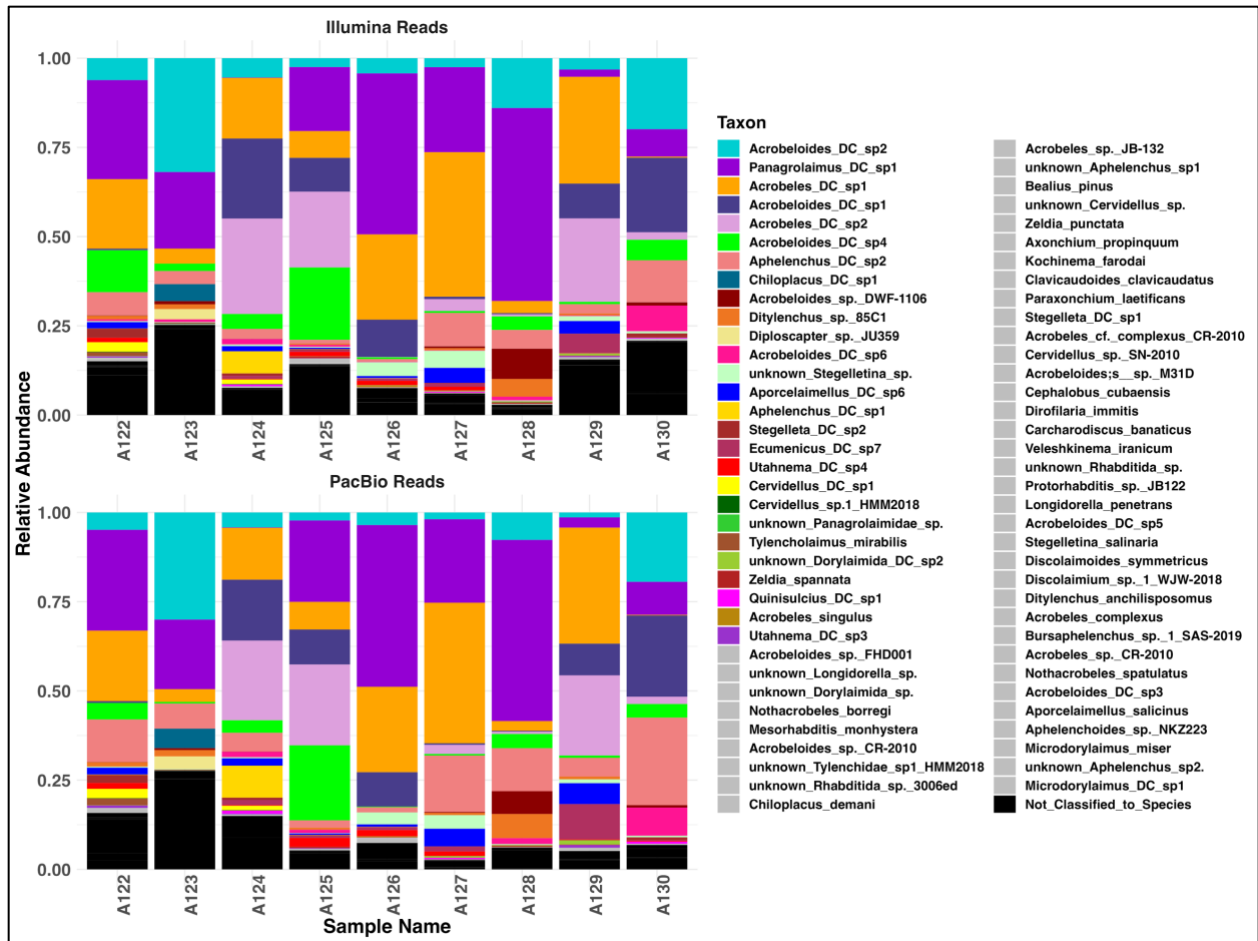 Illumina Reads
1.00
0.75
0.50
0.25
0.00
A122
A123
A124
A125
A126
A127
A128
A129
A130
Relative Abundance
PacBio Reads
1.00
0.75
0.50
0.25
0.00
A122
A123
A124
A125
A126
A127
A128
A129
A130
Sample Name
Taxon
Acrobeloides_DC_sp2
Panagrolaimus_DC_sp1
Acrobeles_DC_sp1
Acrobeloides_DC_sp1
Acrobeles_DC_sp2
Acrobeloides_DC_sp4
Aphelenchus_DC_sp2
Chiloplacus_DC_sp1
Acrobeloides_sp._DWF-1106
Ditylenchus_sp._85C1
Diploscapter_sp._JU359
Acrobeloides_DC_sp6
unknown_Stegelletina_sp.
Aporcelaimellus_DC_sp6
Aphelenchus_DC_sp1
Stegelleta_DC_sp2
Ecumenicus_DC_sp7
Utahnema_DC_sp4
Cervidellus_DC_sp1
Cervidellus_sp.1_HMM2018
unknown_Panagrolaimidae_sp.
Tylencholaimus_mirabilis
unknown_Dorylaimida_DC_sp2
Zeldia_spannata
Quinisulcius_DC_sp1
Acrobeles_singulus
Utahnema_DC_sp3
Acrobeloides_sp._FHD001
unknown_Longidorella_sp.
unknown_Dorylaimida_sp.
Nothacrobeles_borregi
Mesorhabditis_monhystera
Acrobeloides_sp._CR-2010
unknown_Tylenchidae_sp1_HMM2018
unknown_Rhabditida_sp._3006ed
Chiloplacus_demani
Acrobeles_sp._JB-132
unknown_Aphelenchus_sp1
Bealius_pinus
unknown_Cervidellus_sp.
Zeldia_punctata
Axonchium_propinquum
Kochinema_farodai
Clavicaudoides_clavicaudatus
Paraxonchium_laetificans
Stegelleta_DC_sp1
Acrobeles_cf._complexus_CR-2010
Cervidellus_sp._SN-2010
Acrobeloides;s__sp._M31D
Cephalobus_cubaensis
Dirofilaria_immitis
Carcharodiscus_banaticus
Veleshkinema_iranicum
unknown_Rhabditida_sp.
Protorhabditis_sp._JB122
Longidorella_penetrans
Acrobeloides_DC_sp5
Stegelletina_salinaria
Discolaimoides_symmetricus
Discolaimium_sp._1_WJW-2018
Ditylenchus_anchilisposomus
Acrobeles_complexus
Bursaphelenchus_sp._1_SAS-2019
Acrobeles_sp._CR-2010
Nothacrobeles_spatulatus
Acrobeloides_DC_sp3
Aporcelaimellus_salicinus
Aphelenchoides_sp._NKZ223
Microdorylaimus_miser
unknown_Aphelenchus_sp2.
Microdorylaimus_DC_sp1
Not_Classified_to_Species